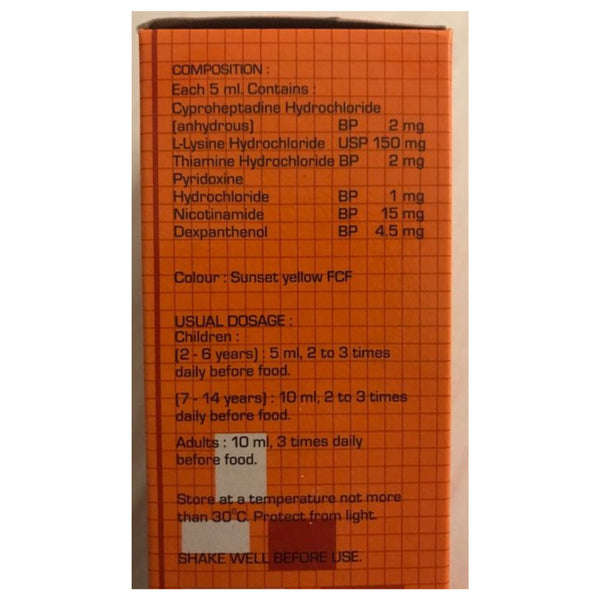 COMPOSITION :
Each 5 ml. Contains :
Cyproheptadine Hydrochloride
(anhydrous) BP 2 mg
L-Lysine Hydrochloride USP 150 mg
Thiamine Hydrochloride BP 2 mg
Pyridoxine
Hydrochloride BP 1 mg
Nicotinamide BP 15 mg
Dexpanthenol BP 4.5 mg
Colour : Sunset yellow FCF
USUAL DOSAGE :
Children :
(2 - 6 years) : 5 ml, 2 to 3 times
daily before food.
(7 - 14 years) : 10 ml, 2 to 3 times
daily before food.
Adults : 10 ml, 3 times daily
before food.
Store at a temperature not more
than 30°C. Protect from light.
SHAKE WELL BEFORE USE.